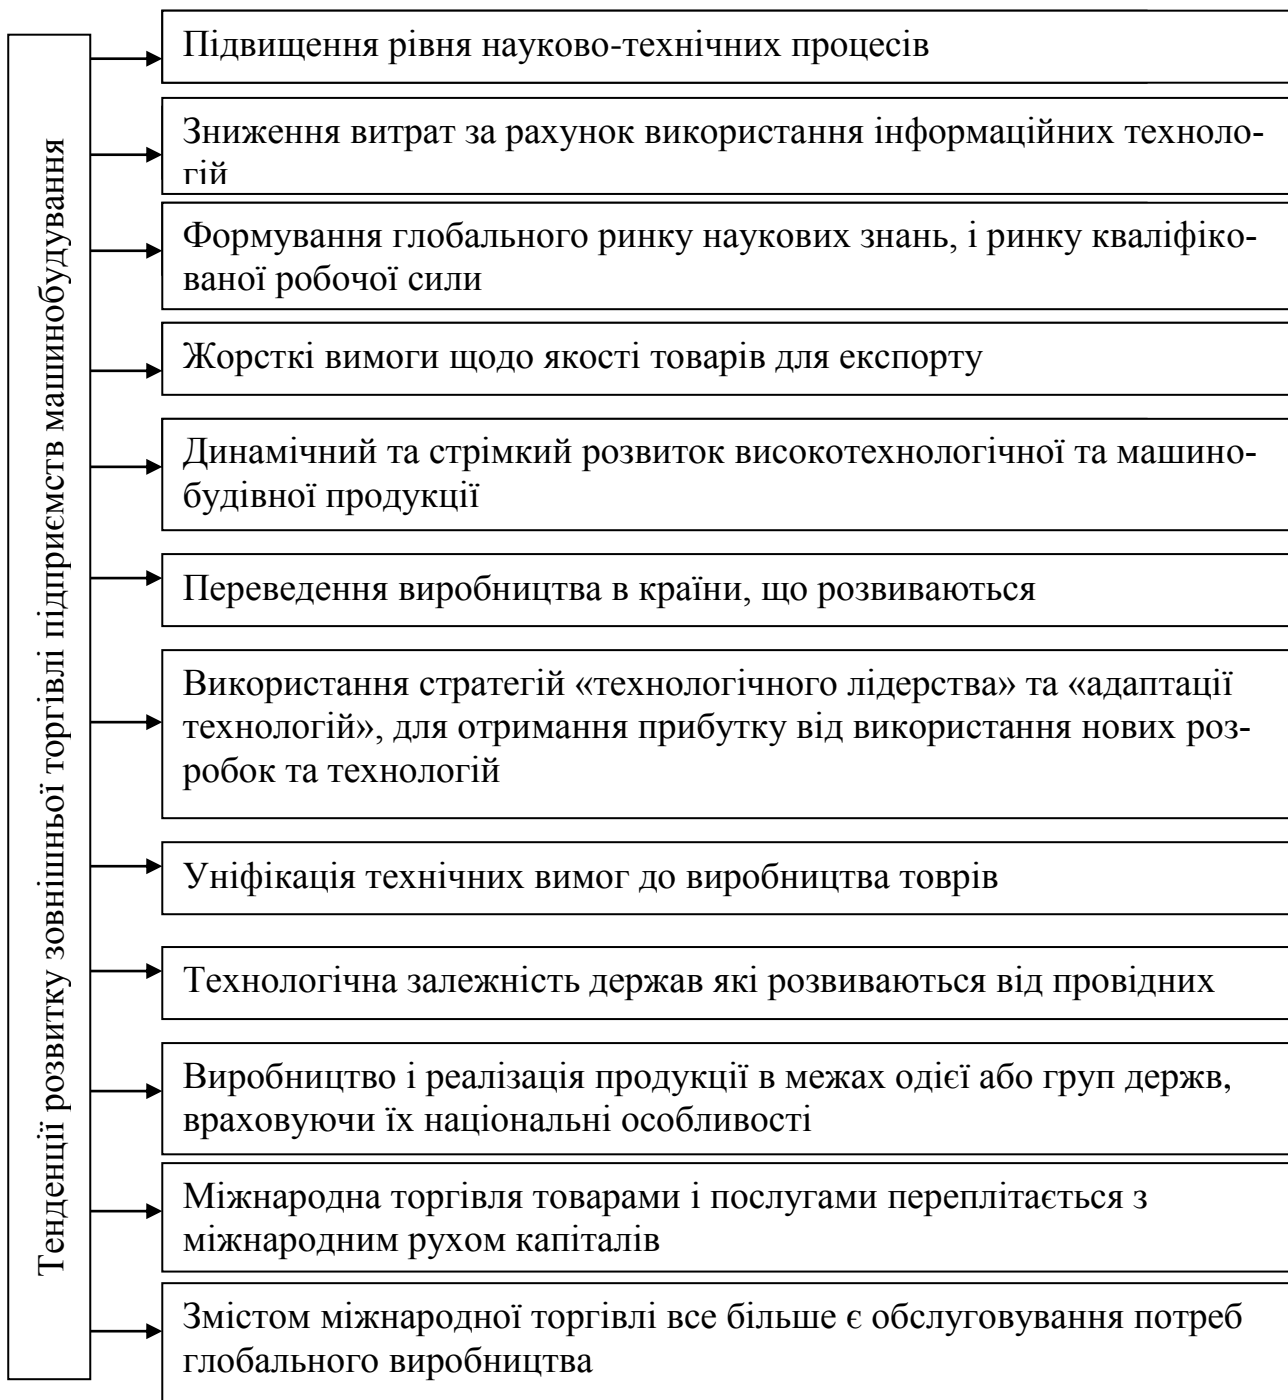 Тенденції розвитку зовнішньої торгівлі підприємств машинобудування
Підвищення рівня науково-технічних процесів
Зниження витрат за рахунок використання інформаційних техноло-
гій
Формування глобального ринку наукових знань, і ринку кваліфіко-
ваної робочої сили
Жорсткі вимоги щодо якості товарів для експорту
Динамічний та стрімкий розвиток високотехнологічної та машино-
будівної продукції
Переведення виробництва в країни, що розвиваються
Використання стратегій «технологічного лідерства» та «адаптації
технологій», для отримання прибутку від використання нових роз-
робок та технологій
Уніфікація технічних вимог до виробництва товрів
Технологічна залежність держав які розвиваються від провідних
Виробництво і реалізація продукції в межах одієї або груп держв,
враховуючи їх національні особливості
Міжнародна торгівля товарами і послугами переплітається з
міжнародним рухом капіталів
Змістом міжнародної торгівлі все більше є обслуговування потреб
глобального виробництва